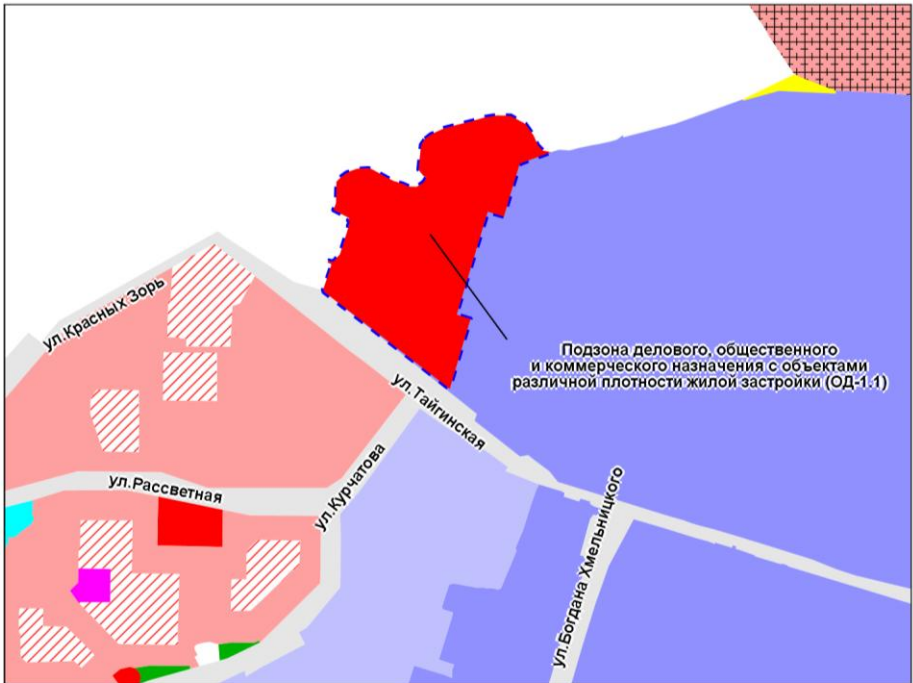 ул.Красных Зорь
Подзона делового, общественного
и коммерческого назначения с объектами
различной плотности жилой застройки (ОД-1.1)
ул.Тайгинская
ул.Рассветная
ул.Курчатова
ул.Богдана Хмельницкого